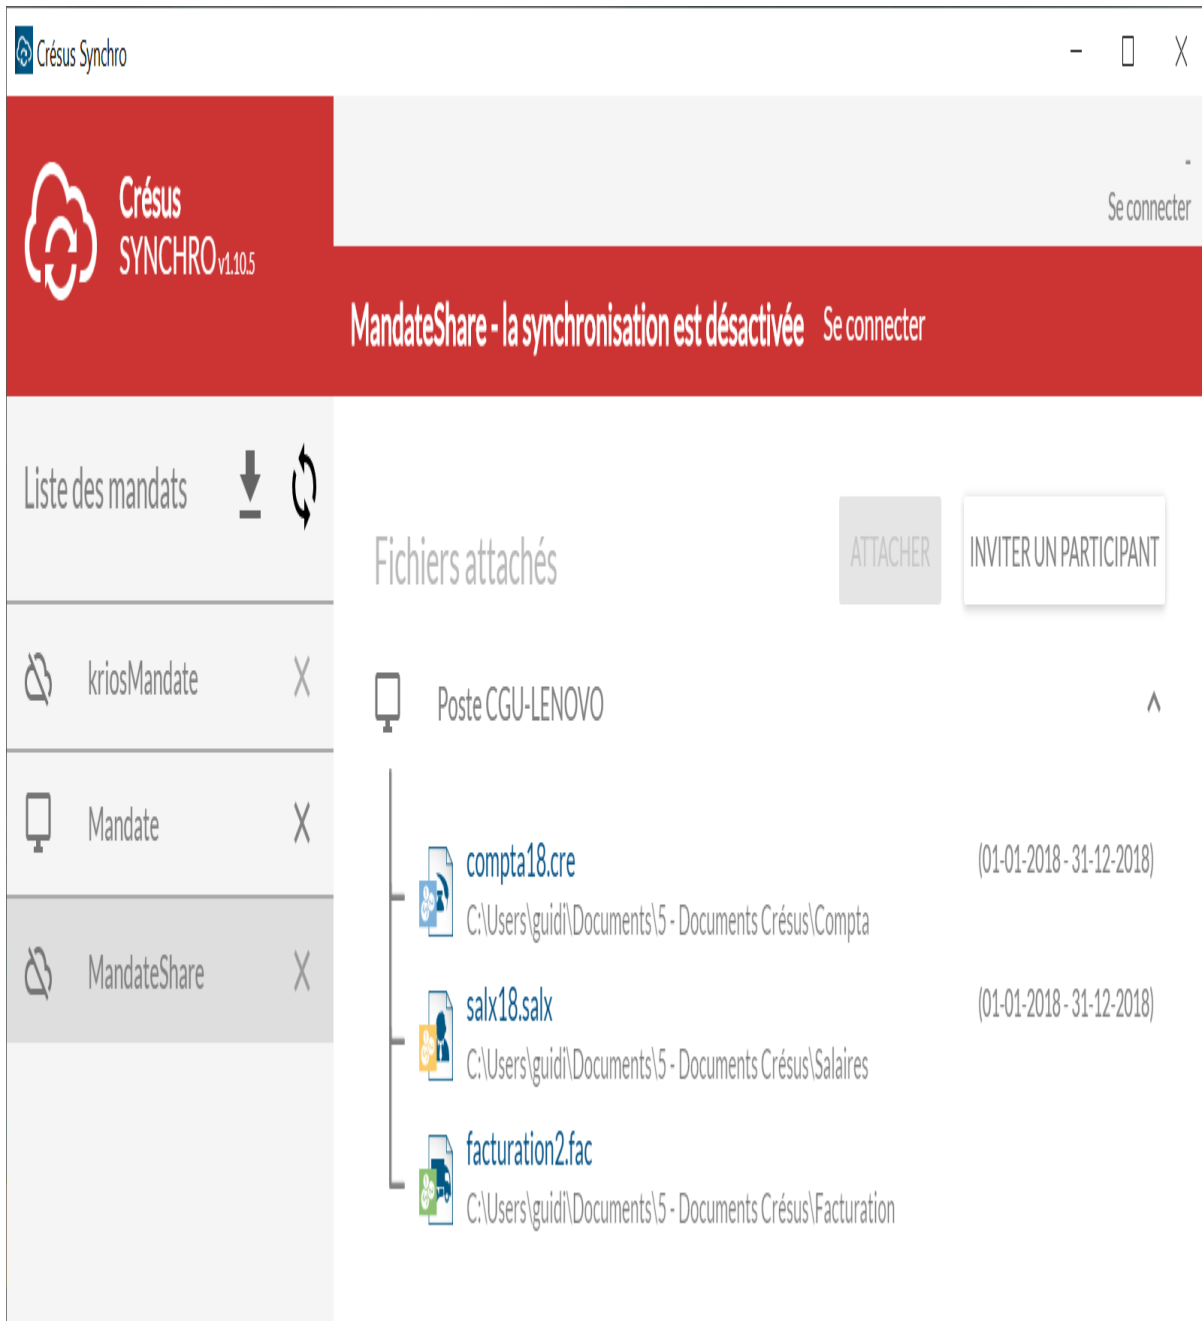 Crésus Synchro
Crésus
SYNCHRO v1.10.5
-
Se connecter
MandateShare - la synchronisation est désactivée Se connecter
Liste des mandats
kriosMandate
Mandate
MandateShare
Fichiers attachés
ATTACHER
INVITER UN PARTICIPANT
Poste CGU-LENOVO
compta18.cre
(01-01-2018 - 31-12-2018)
C:\Users\guidi\Documents\5 - Documents Crésus\Compta
salx18.salx
(01-01-2018 - 31-12-2018)
C:\Users\guidi\Documents\5 - Documents Crésus\Salaires
facturation2.fac
C:\Users\guidi\Documents\5 - Documents Crésus\Facturation